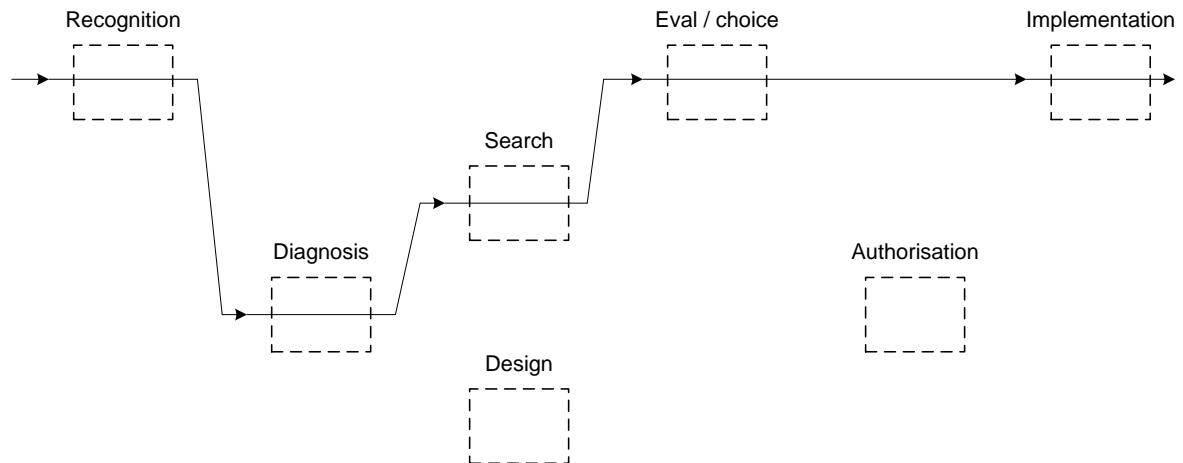 Recognition
Eval / choice
Implementation
Search
Diagnosis
Authorisation
Design